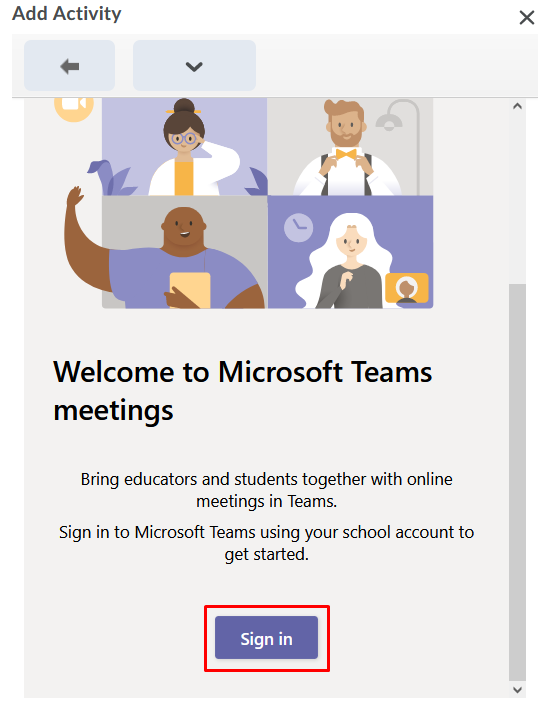 Add Activity
Welcome to Microsoft Teams
meetings
Bring educators and students together with online
meetings in Teams.
Sign in to Microsoft Teams using your school account to
get started.
Sign in